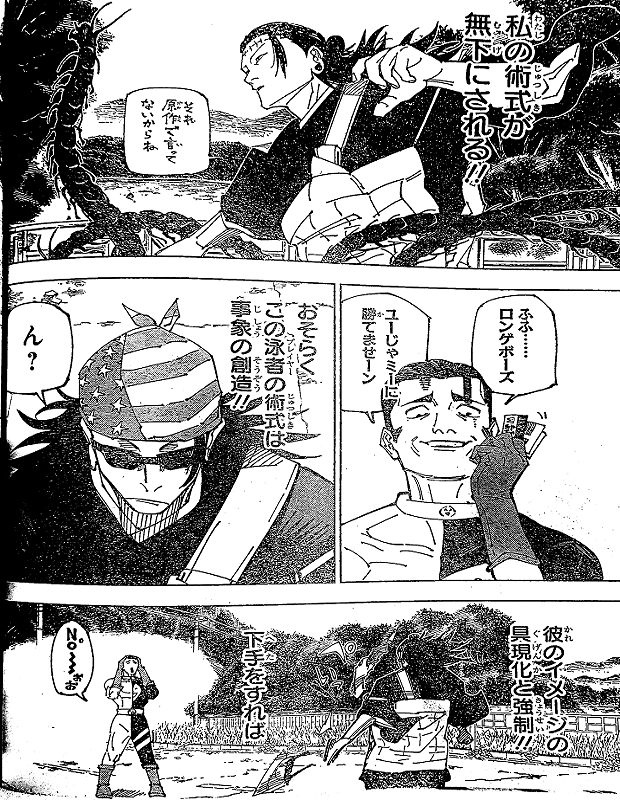 私の術式が
無下にされる!!
それ
原作で言って
ないからね
ふふ……
ロンゲボーズ
ユーじゃミーに
勝てませーン
おそらく
この泳者の術式は
事象の創造!!
ん?
彼のイメージの
具現化と強制!!
下手をすれば